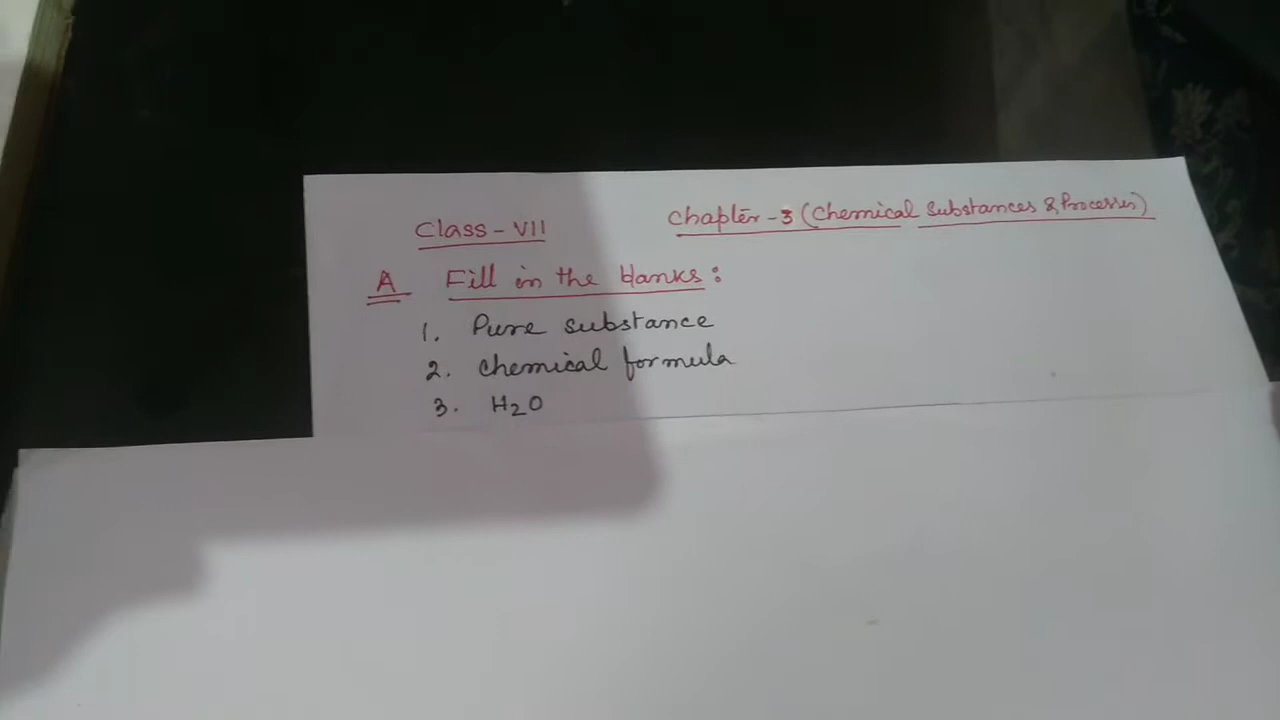 Class - VII Chapter - 3 (Chemical Substances & Processes)
A Fill in the blanks :
1. Pure substance
2. Chemical formula
3. H₂O